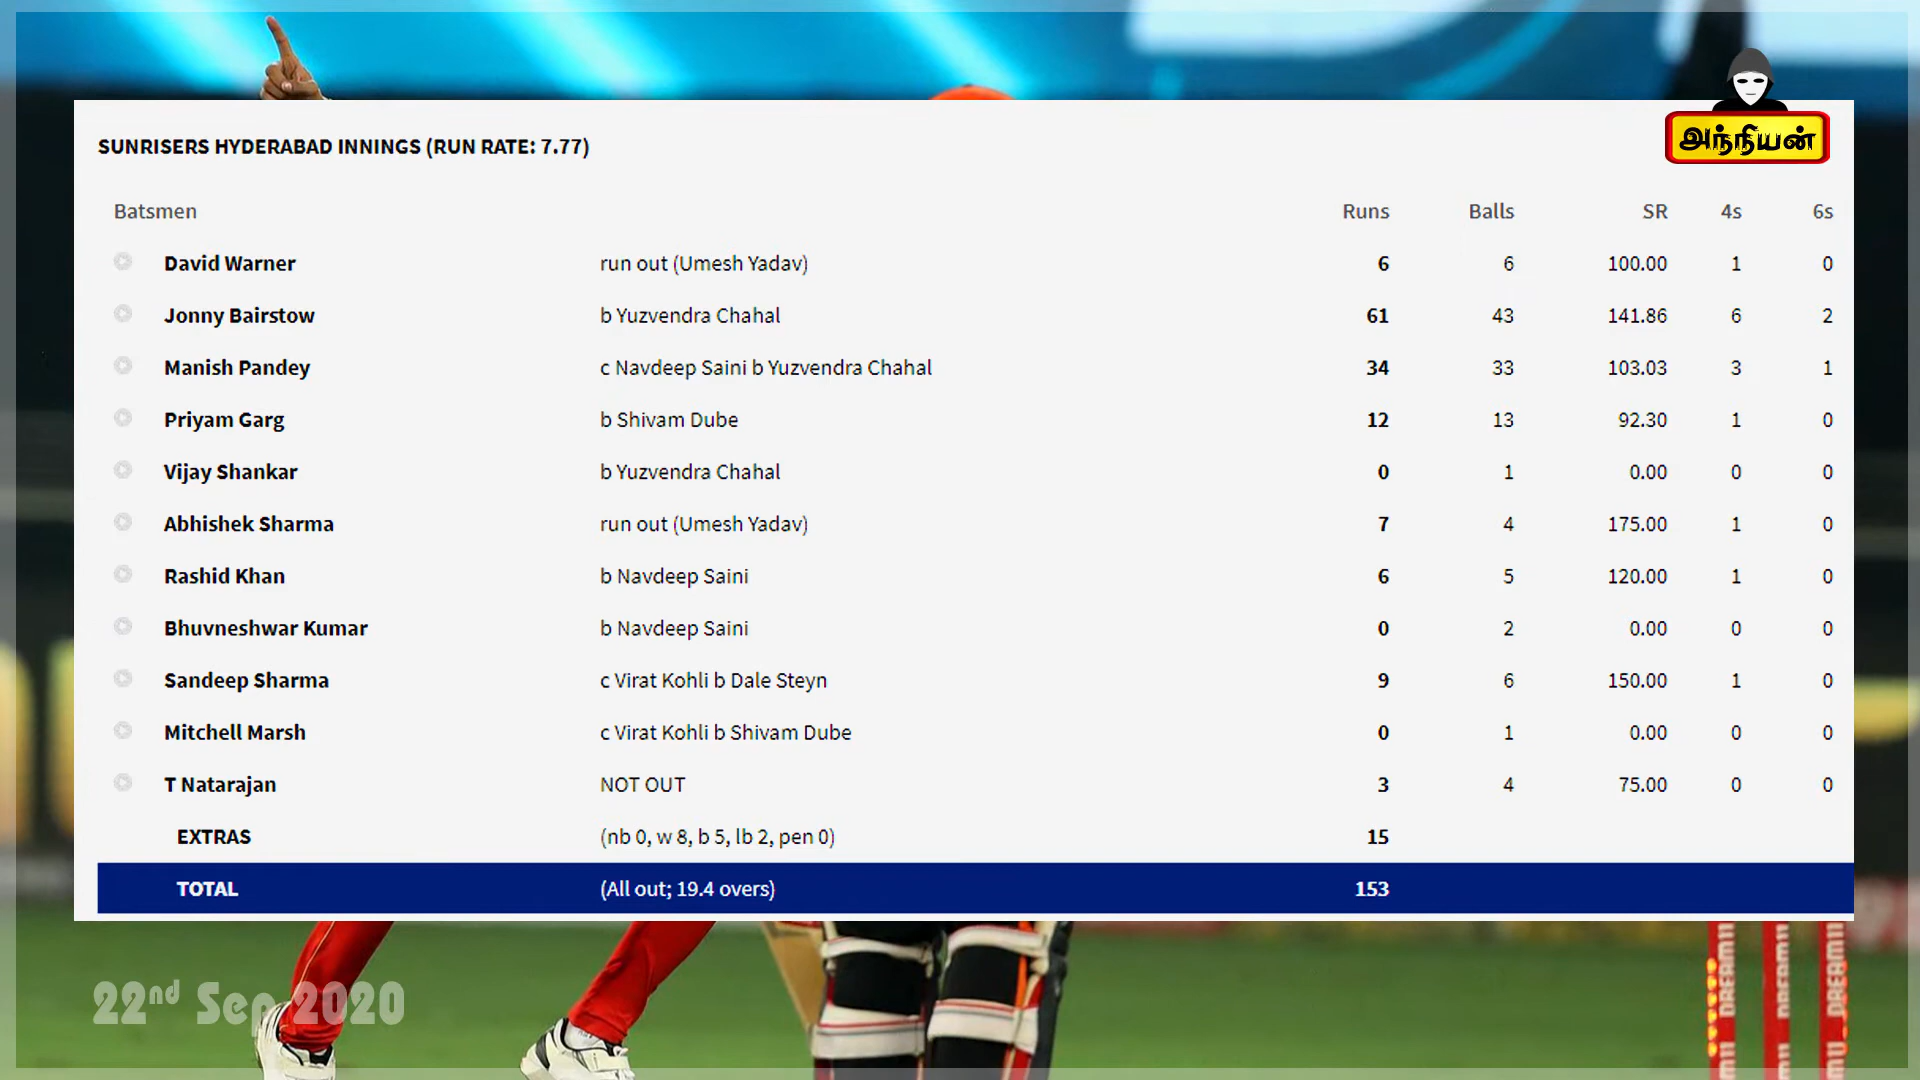 அந்நியன்
SUNRISERS HYDERABAD INNINGS (RUN RATE: 7.77)
Batsmen Runs Balls SR 4s 6s
David Warner run out (Umesh Yadav) 6 6 100.00 1 0
Jonny Bairstow b Yuzvendra Chahal 61 43 141.86 6 2
Manish Pandey c Navdeep Saini b Yuzvendra Chahal 34 33 103.03 3 1
Priyam Garg b Shivam Dube 12 13 92.30 1 0
Vijay Shankar b Yuzvendra Chahal 0 1 0.00 0 0
Abhishek Sharma run out (Umesh Yadav) 7 4 175.00 1 0
Rashid Khan b Navdeep Saini 6 5 120.00 1 0
Bhuvneshwar Kumar b Navdeep Saini 0 2 0.00 0 0
Sandeep Sharma c Virat Kohli b Dale Steyn 9 6 150.00 1 0
Mitchell Marsh c Virat Kohli b Shivam Dube 0 1 0.00 0 0
T Natarajan NOT OUT 3 4 75.00 0 0
EXTRAS (nb 0, w 8, b 5, lb 2, pen 0) 15
TOTAL (All out; 19.4 overs) 153
22nd Sep 2020
DREAM11 DREAM11 DREAM11